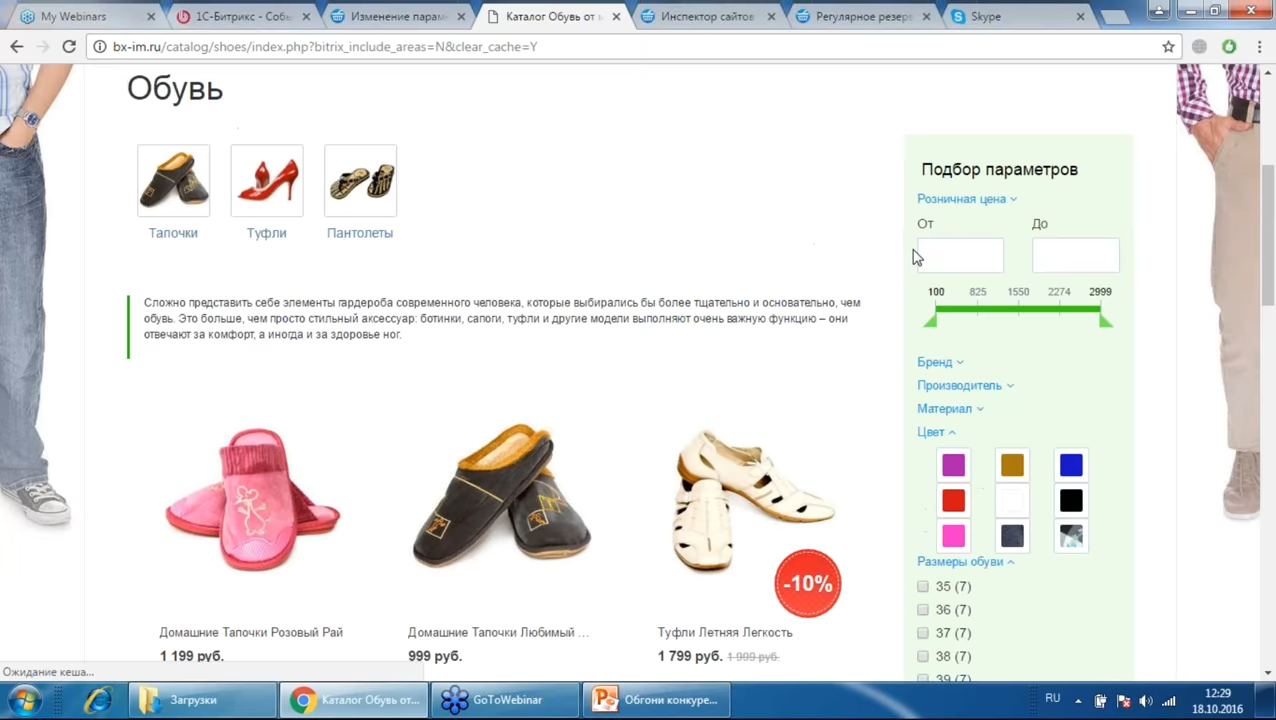 My Webinars
1С-Битрикс - Собы
Изменение парам
Каталог Обувь от в
Инспектор сайтов
Регулярное резерв
Skype
bx-im.ru/catalog/shoes/index.php?bitrix_include_areas=N&clear_cache=Y
Обувь
Тапочки
Туфли
Пантолеты
Сложно представить себе элементы гардероба современного человека, которые выбирались бы более тщательно и основательно, чем
обувь. Это больше, чем просто стильный аксессуар: ботинки, сапоги, туфли и другие модели выполняют очень важную функцию – они
отвечают за комфорт, а иногда и за здоровье ног.
Подбор параметров
Розничная цена
От
До
100 825 1550 2274 2999
Бренд
Производитель
Материал
Цвет
Размеры обуви
35 (7)
36 (7)
37 (7)
38 (7)
39 (7)
-10%
Домашние Тапочки Розовый Рай
1 199 руб.
Домашние Тапочки Любимый ...
999 руб.
Туфли Летняя Легкость
1 799 руб. 1 999 руб.
Ожидание кеша...
Загрузки
Каталог Обувь от...
GoToWebinar
Обгони конкуре...
RU
12:29
18.10.2016